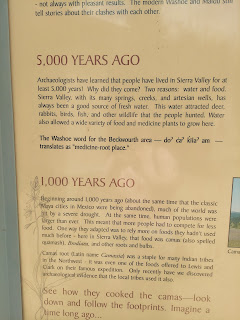 - not always with pleasant results. The modern Washoe and Maidu still
tell stories about their clashes with each other.
5,000 YEARS AGO
Archaeologists have learned that people have lived in Sierra Valley for at
least 5,000 years! Why did they come? Two reasons: water and food.
Sierra Valley, with its many springs, creeks, and artesian wells, has
always been a good source of fresh water. This water attracted deer,
rabbits, birds, fish, and other wildlife that the people hunted. Water
also allowed a wide variety of food and medicine plants to grow here.
The Washoe word for the Beckwourth area — am
translates as "medicine-root place."
1,000 YEARS AGO
Beginning around 1,000 years ago (about the same time that the classic
Maya cities in Mexico were being abandoned), much of the world was
hit by a severe drought. At the same time, human populations were
larger than ever. This meant that more people had to compete for less
food. One way they adapted was to rely more on foods they hadn't used
much before - here in Sierra Valley, that food was camas (also spelled
quamash), Brodiaea, and other roots and bulbs.
Camas root (Latin name Camassia) was a staple for many Indian tribes
in the Northwest - it was even one of the foods offered to Lewis and
Clark on their famous expedition. Only recently have we discovered
archaeological evidence that the local tribes used it also.
See how they cooked the camas—look
down and follow the footprints. Imagine a
time long ago...
Cama